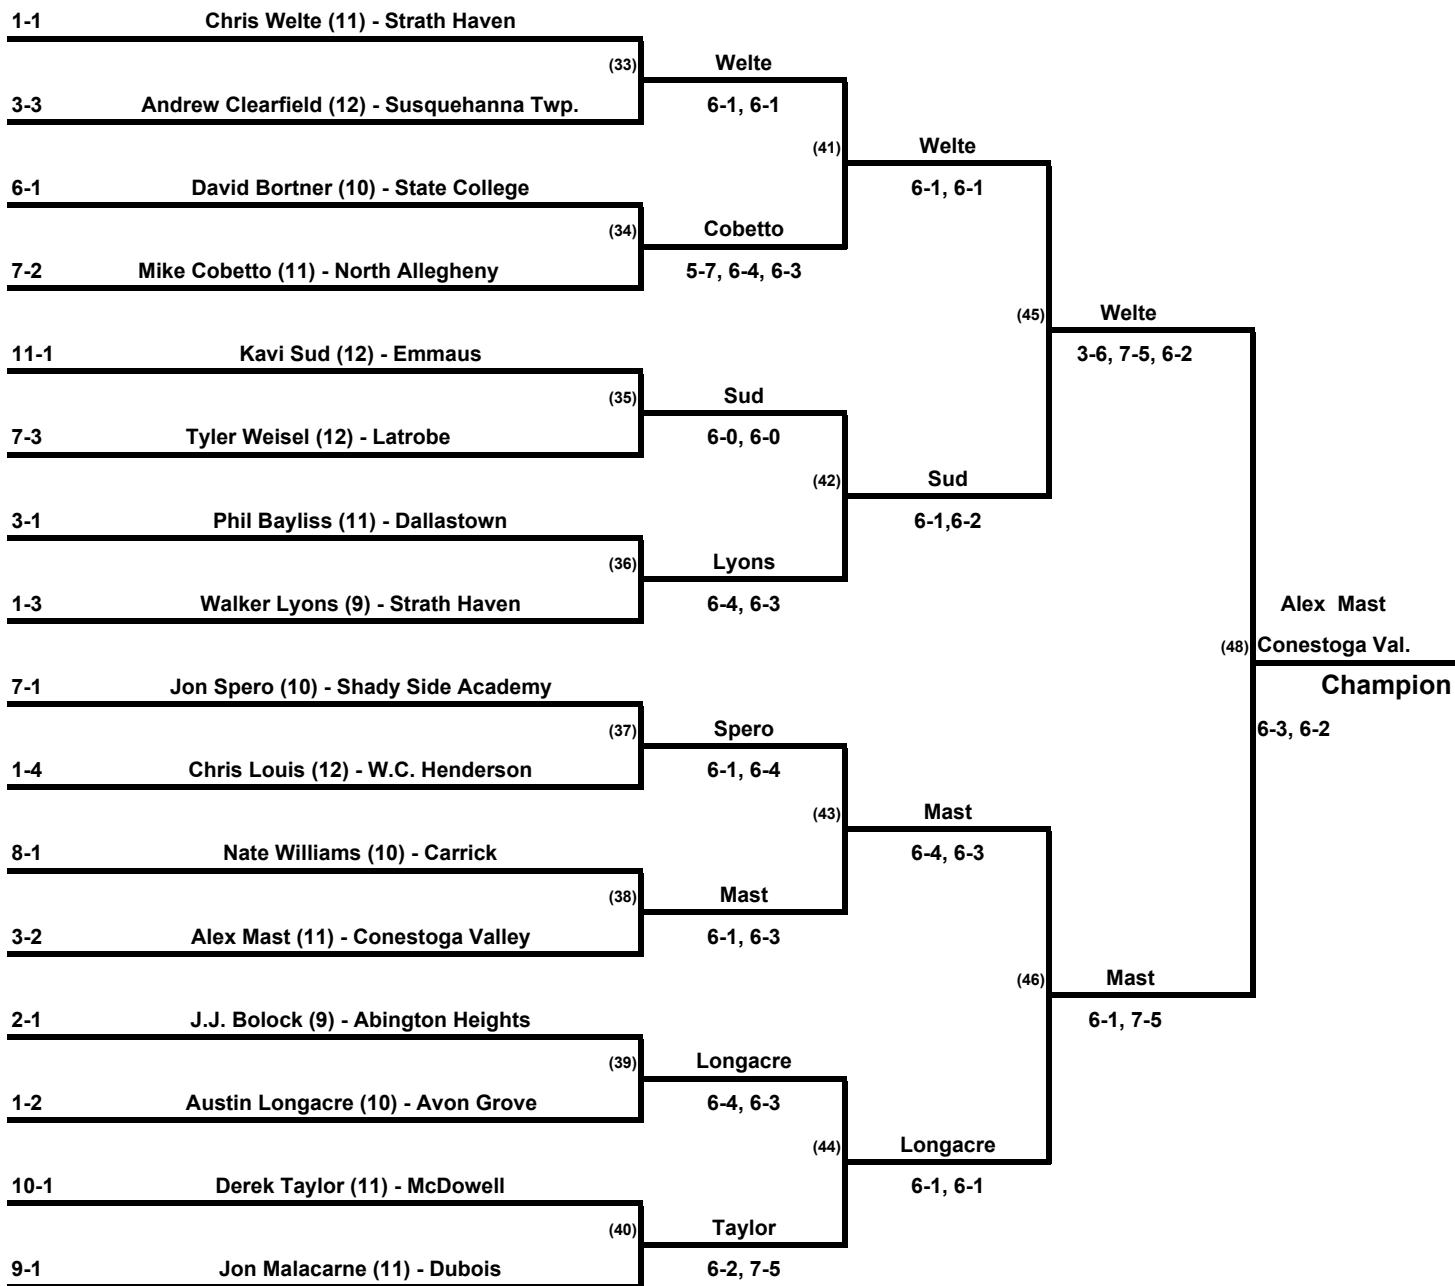 1-1 Chris Welte (11) - Strath Haven
(33) Welte
3-3 Andrew Clearfield (12) - Susquehanna Twp. 6-1, 6-1
(41) Welte
6-1 David Bortner (10) - State College 6-1, 6-1
(34) Cobetto
7-2 Mike Cobetto (11) - North Allegheny 5-7, 6-4, 6-3
(45) Welte
11-1 Kavi Sud (12) - Emmaus 3-6, 7-5, 6-2
(35) Sud
7-3 Tyler Weisel (12) - Latrobe 6-0, 6-0
(42) Sud
3-1 Phil Bayliss (11) - Dallastown 6-1,6-2
(36) Lyons
1-3 Walker Lyons (9) - Strath Haven 6-4, 6-3 Alex Mast
(48) Conestoga Val.
7-1 Jon Spero (10) - Shady Side Academy Champion
(37) Spero 6-3, 6-2
1-4 Chris Louis (12) - W.C. Henderson 6-1, 6-4
(43) Mast
8-1 Nate Williams (10) - Carrick 6-4, 6-3
(38) Mast
3-2 Alex Mast (11) - Conestoga Valley 6-1, 6-3
(46) Mast
2-1 J.J. Bolock (9) - Abington Heights 6-1, 7-5
(39) Longacre
1-2 Austin Longacre (10) - Avon Grove 6-4, 6-3
(44) Longacre
10-1 Derek Taylor (11) - McDowell 6-1, 6-1
(40) Taylor
9-1 Jon Malacarne (11) - Dubois 6-2, 7-5